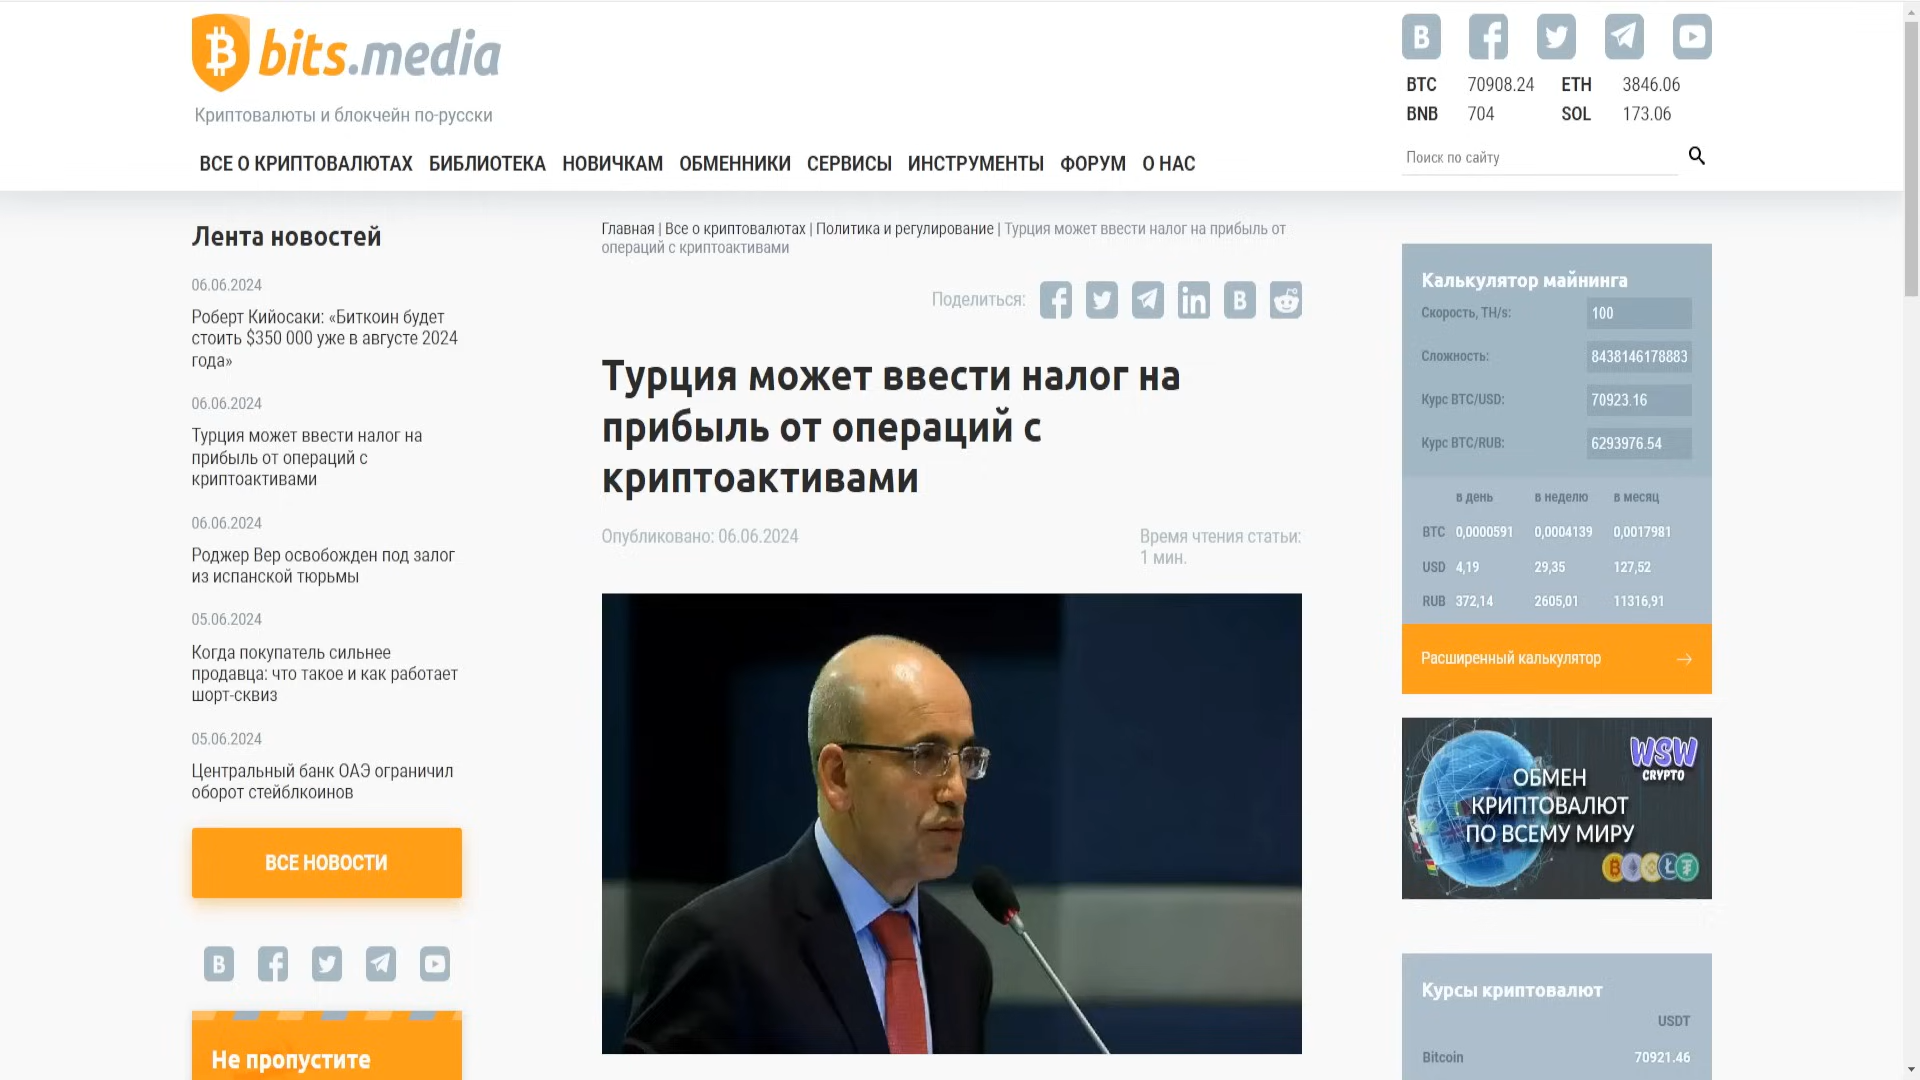 bits.media
Криптовалюты и блокчейн по-русски
BTC 70908.24 ETH 3846.06
BNB 704 SOL 173.06
Поиск по сайту
ВСЕ О КРИПТОВАЛЮТАХ БИБЛИОТЕКА НОВИЧКАМ ОБМЕННИКИ СЕРВИСЫ ИНСТРУМЕНТЫ ФОРУМ О НАС
Лента новостей
06.06.2024
Роберт Кийосаки: «Биткоин будет
стоить $350 000 уже в августе 2024
года»
06.06.2024
Турция может ввести налог на
прибыль от операций с
криптоактивами
06.06.2024
Роджер Вер освобожден под залог
из испанской тюрьмы
05.06.2024
Когда покупатель сильнее
продавца: что такое и как работает
шорт-сквиз
05.06.2024
Центральный банк ОАЭ ограничил
оборот стейблкоинов
ВСЕ НОВОСТИ
Не пропустите
Главная | Все о криптовалютах | Политика и регулирование | Турция может ввести налог на прибыль от
операций с криптоактивами
Поделиться:
Турция может ввести налог на
прибыль от операций с
криптоактивами
Опубликовано: 06.06.2024
Время чтения статьи:
1 мин.
Калькулятор майнинга
Скорость, TH/s: 100
Сложность: 8438146178883
Курс BTC/USD: 70923.16
Курс BTC/RUB: 6293976.54
в день в неделю в месяц
BTC 0,0000591 0,0004139 0,0017981
USD 4,19 29,35 127,52
RUB 372,14 2605,01 11316,91
Расширенный калькулятор
WSW
CRYPTO
ОБМЕН
КРИПТОВАЛЮТ
ПО ВСЕМУ МИРУ
Курсы криптовалют
USDT
Bitcoin 70921.46